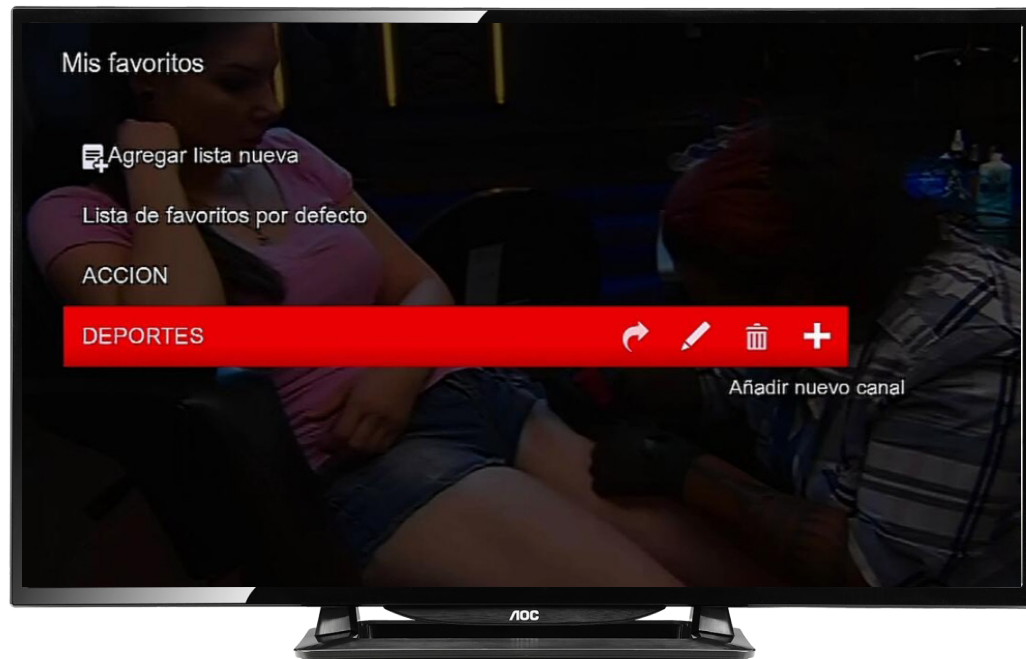 Mis favoritos
Agregar lista nueva
Lista de favoritos por defecto
ACCION
DEPORTES
Añadir nuevo canal
AOC